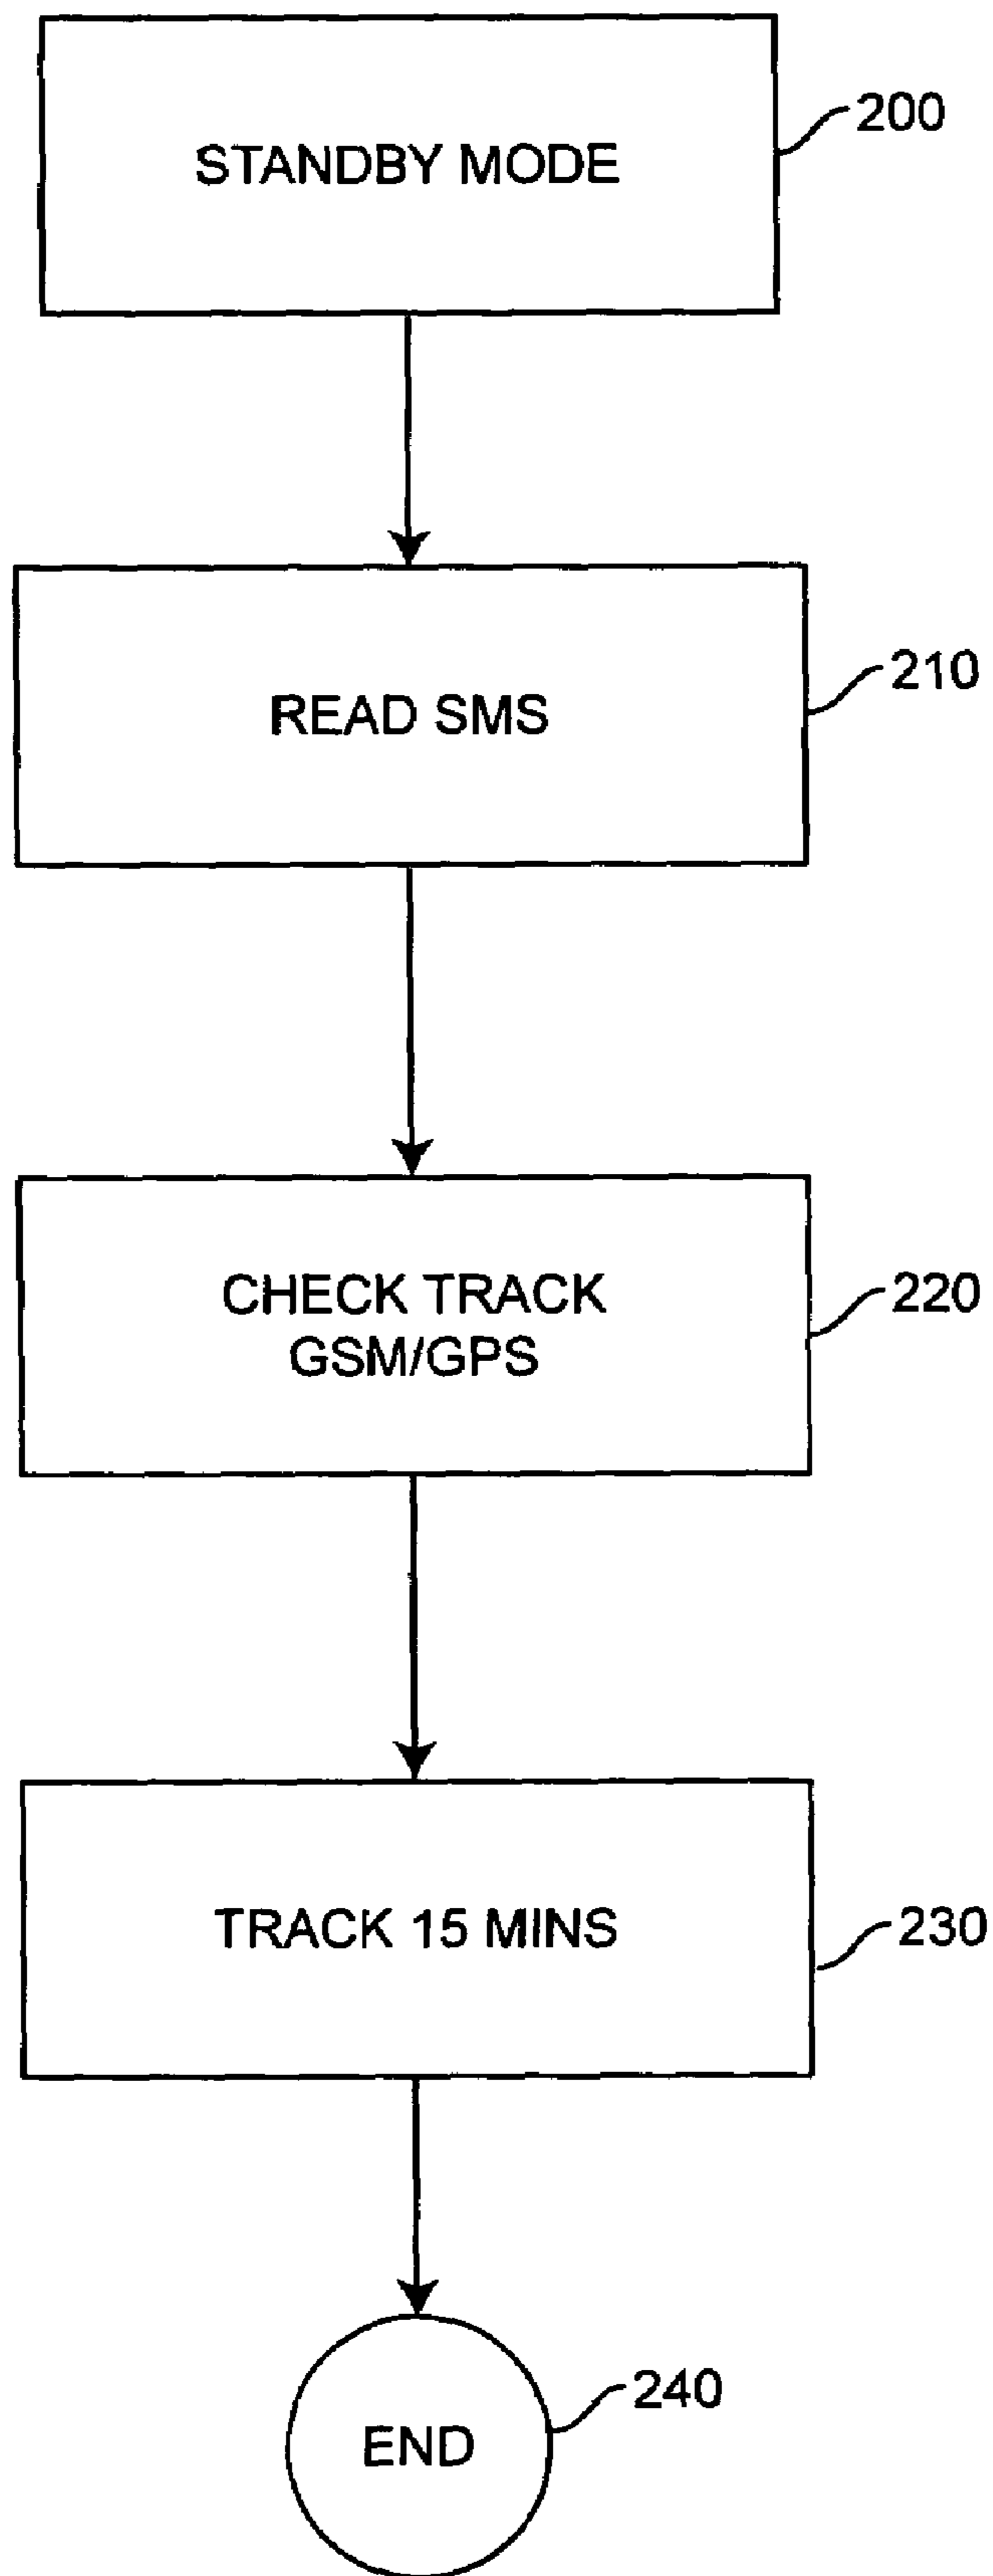 STANDBY MODE
200
READ SMS
210
CHECK TRACK
GSM/GPS
220
TRACK 15 MINS
230
END
240